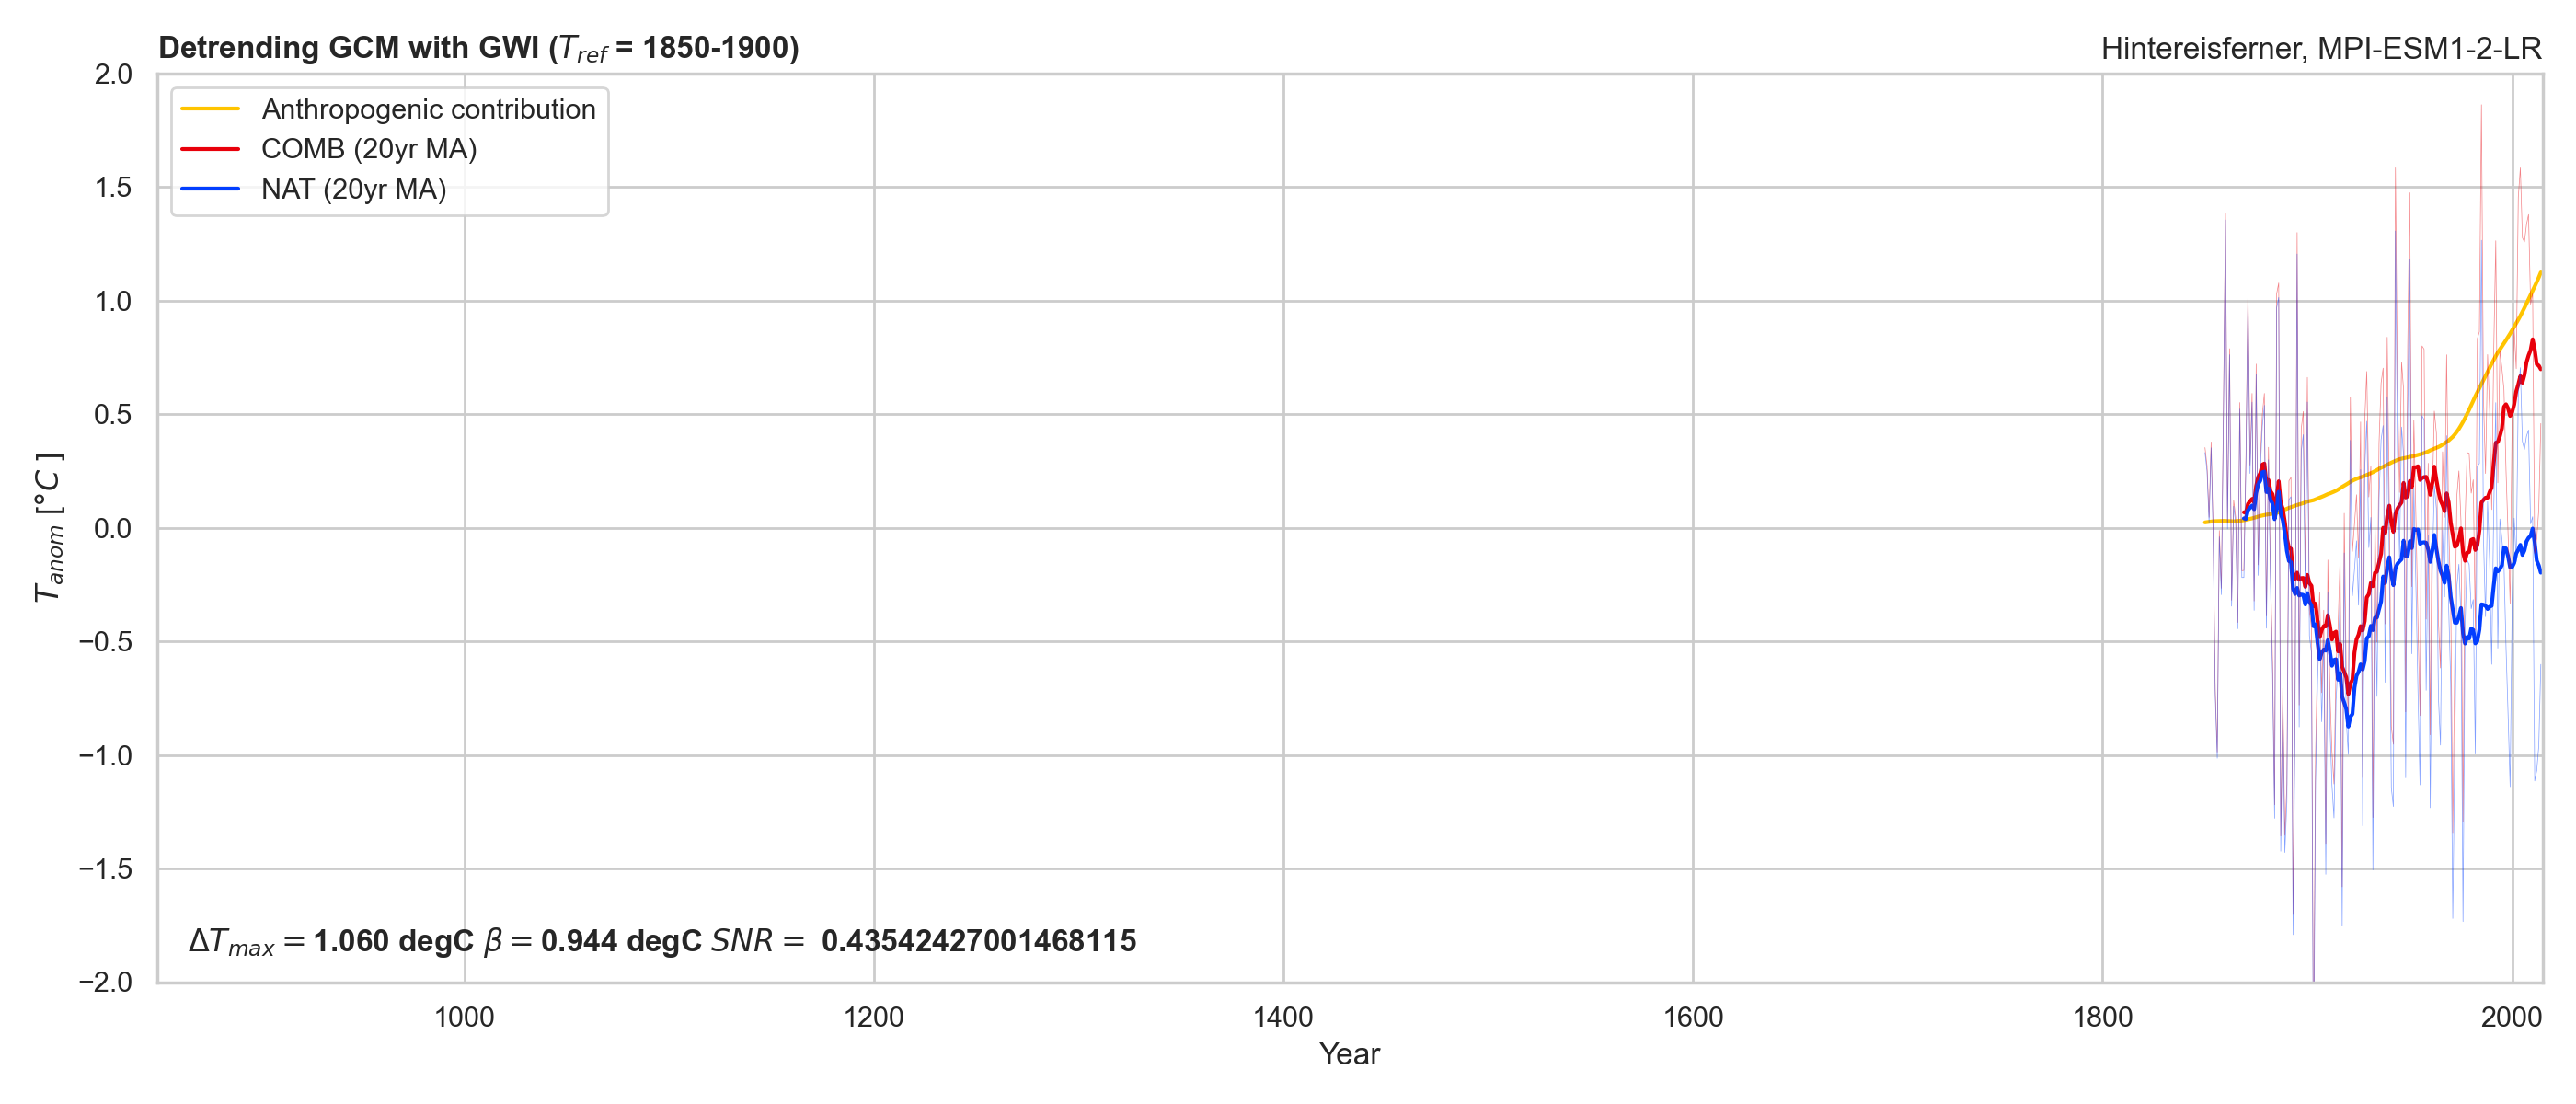 Detrending GCM with GWI (T_ref = 1850-1900)
Hintereisferner, MPI-ESM1-2-LR
Anthropogenic contribution
COMB (20yr MA)
NAT (20yr MA)
2.0
1.5
1.0
0.5
0.0
−0.5
−1.0
−1.5
−2.0
T_anom [°C ]
ΔT_max = 1.060 degC β = 0.944 degC SNR = 0.43542427001468115
1000
1200
1400
1600
1800
2000
Year